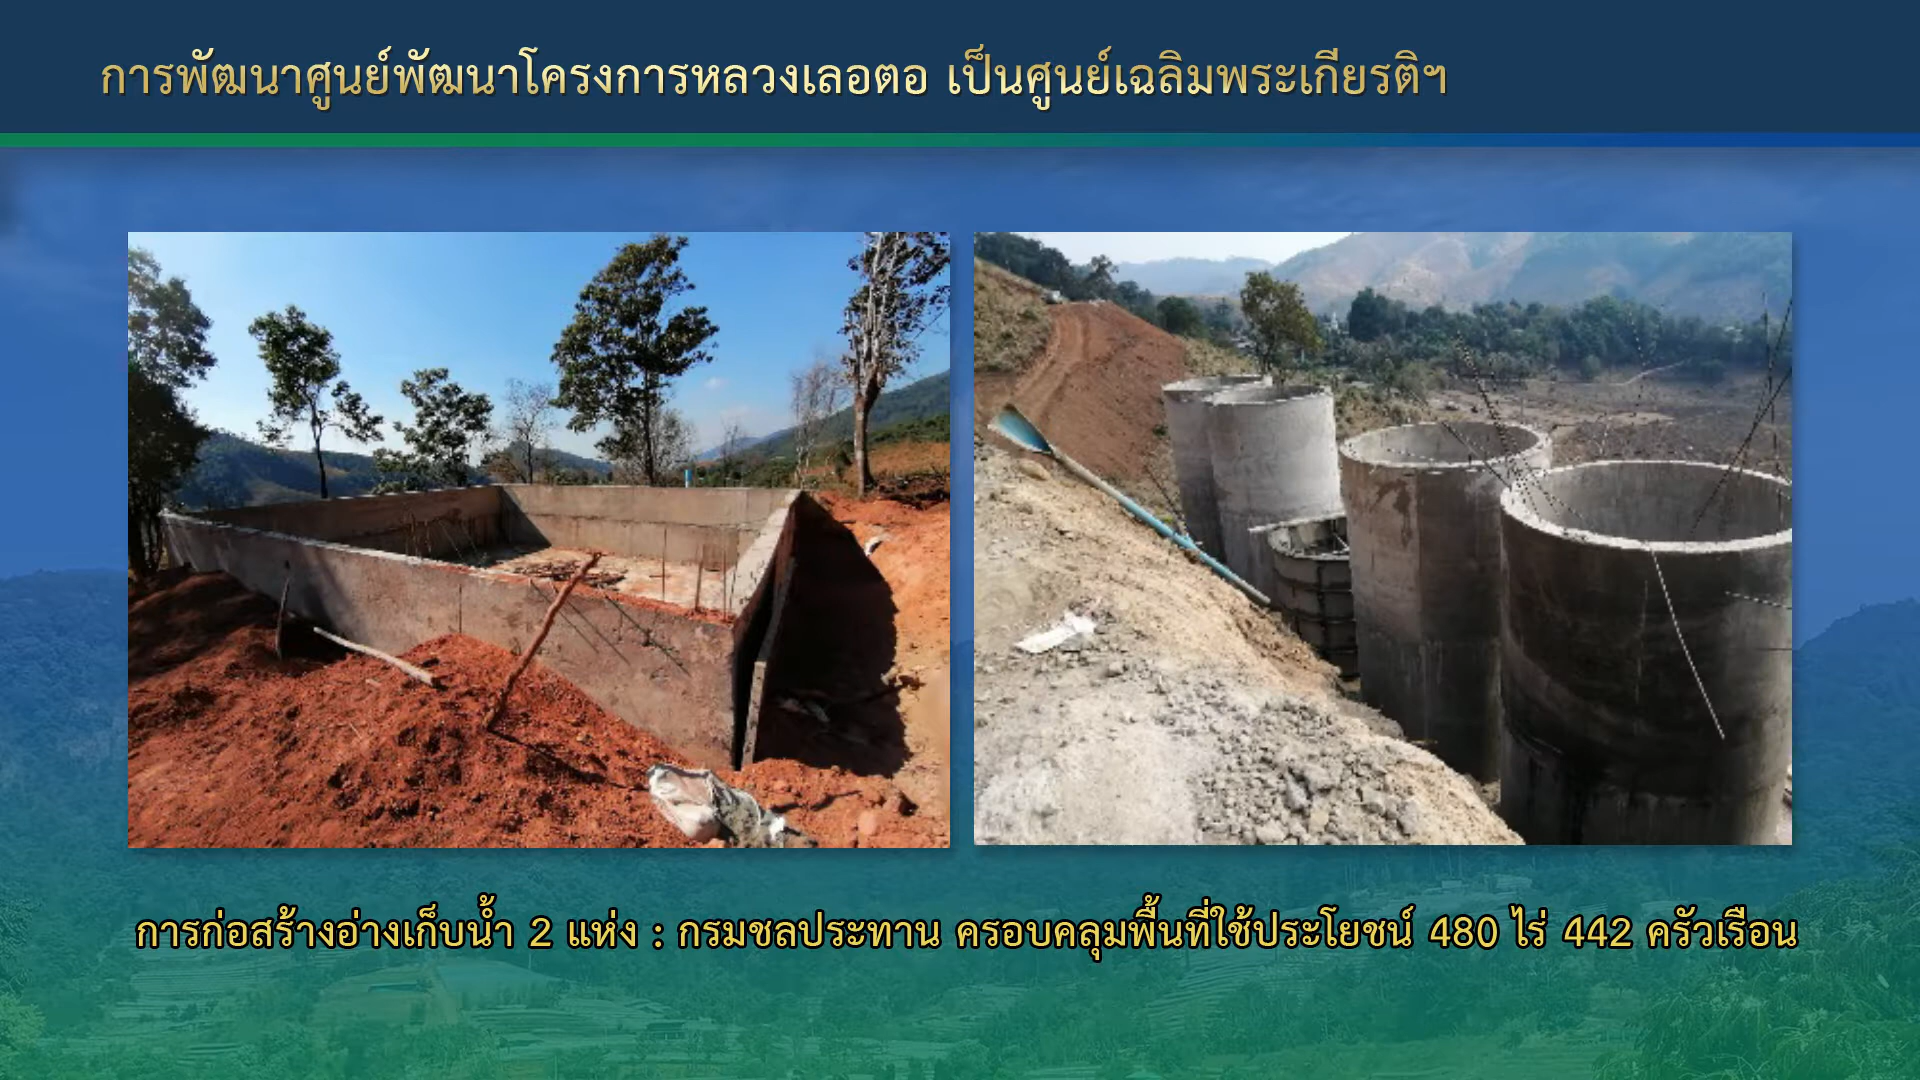 การพัฒนาศูนย์พัฒนาโครงการหลวงเลอตอ เป็นศูนย์เฉลิมพระเกียรติฯ
การก่อสร้างอ่างเก็บน้ำ 2 แห่ง : กรมชลประทาน ครอบคลุมพื้นที่ใช้ประโยชน์ 480 ไร่ 442 ครัวเรือน